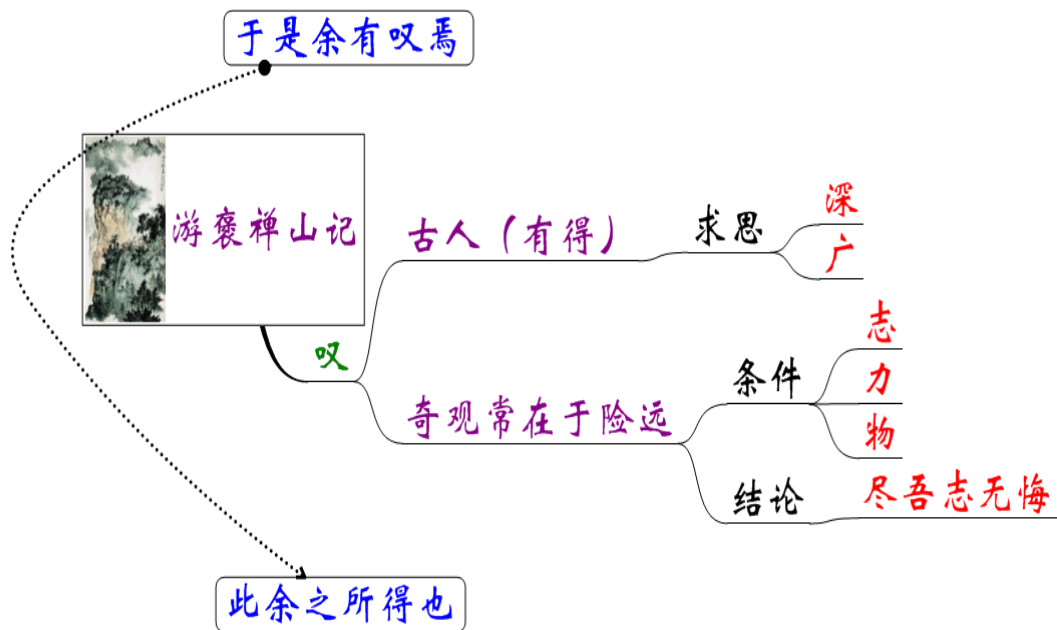 于是余有叹焉
游褒禅山记
叹
古人（有得）
求思
深
广
奇观常在于险远
条件
志
力
物
结论
尽吾志无悔
此余之所得也